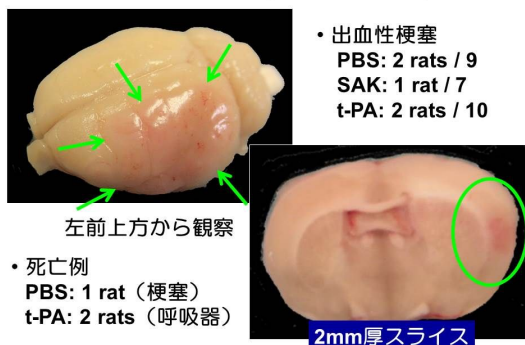 ・出血性梗塞
PBS: 2 rats / 9
SAK: 1 rat / 7
t-PA: 2 rats / 10
左前上方から観察
・死亡例
PBS: 1 rat（梗塞）
t-PA: 2 rats（呼吸器）
2mm厚スライス